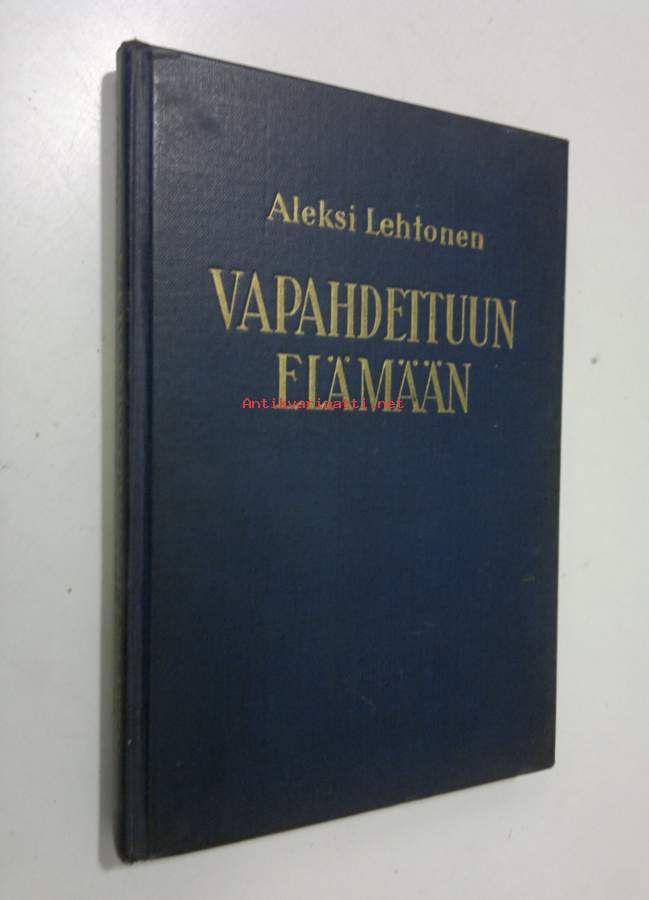 Aleksi Lehtonen
VAPAHDETTUUN
ELÄMÄÄN
Antikvariaatti.net